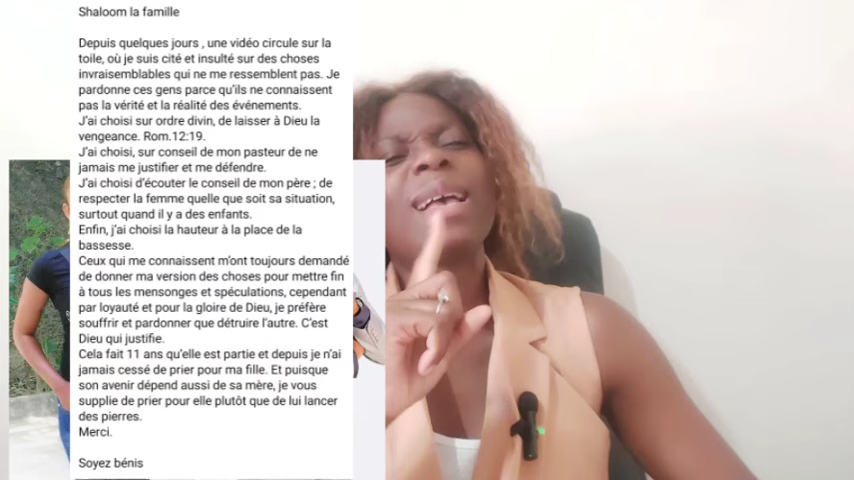 Shaloom la famille
Depuis quelques jours , une vidéo circule sur la
toile, où je suis cité et insulté sur des choses
invraisemblables qui ne me ressemblent pas. Je
pardonne ces gens parce qu'ils ne connaissent
pas la vérité et la réalité des événements.
J'ai choisi sur ordre divin, de laisser à Dieu la
vengeance. Rom.12:19.
J'ai choisi, sur conseil de mon pasteur de ne
jamais me justifier et me défendre.
J'ai choisi d'écouter le conseil de mon père ; de
respecter la femme quelle que soit sa situation,
surtout quand il y a des enfants.
Enfin, j'ai choisi la hauteur à la place de la
bassesse.
Ceux qui me connaissent m'ont toujours demandé
de donner ma version des choses pour mettre fin
à tous les mensonges et spéculations, cependant
par loyauté et pour la gloire de Dieu, je préfère
souffrir et pardonner que détruire l'autre. C'est
Dieu qui justifie.
Cela fait 11 ans qu'elle est partie et depuis je n'ai
jamais cessé de prier pour ma fille. Et puisque
son avenir dépend aussi de sa mère, je vous
supplie de prier pour elle plutôt que de lui lancer
des pierres.
Merci.
Soyez bénis